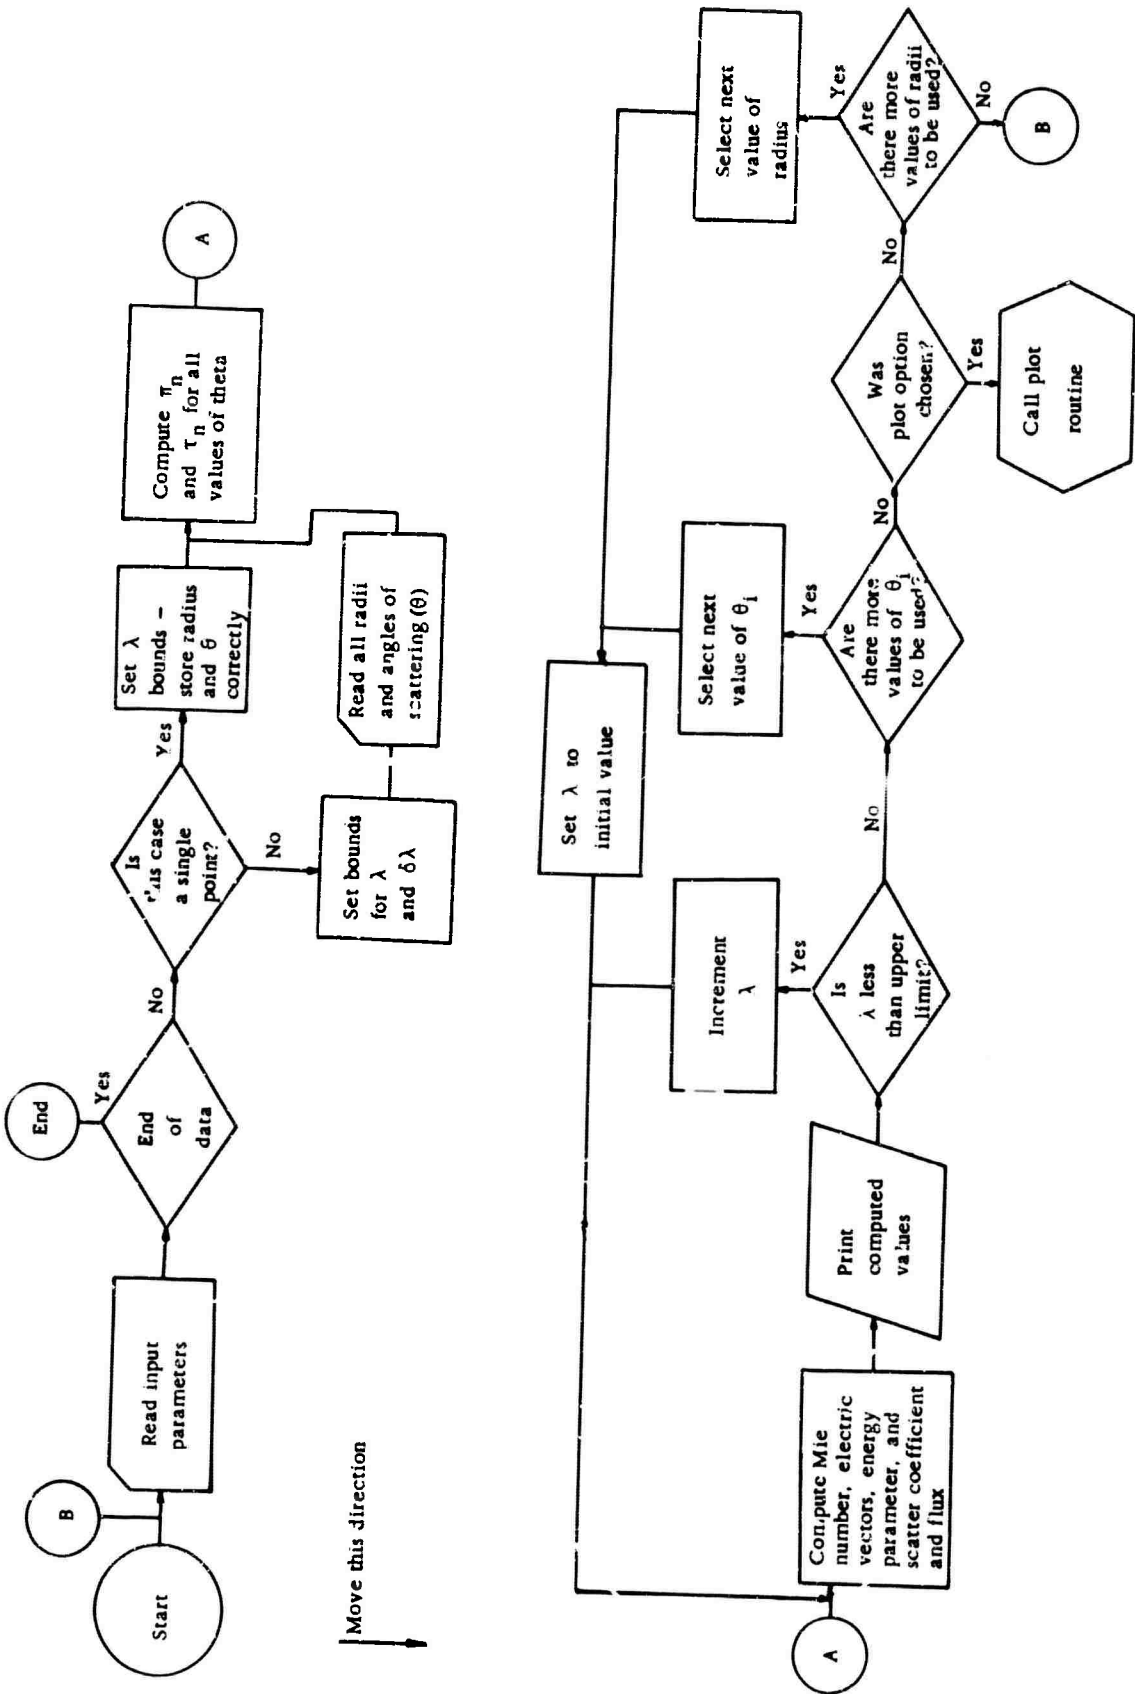 Start
B
Read input
parameters
End
of
data
Yes
End
No
Is
case
a single
point?
Yes
Set λ
bounds –
store radius
and θ
correctly
No
Set bounds
for λ
and δλ
Read all radii
and angles of
scattering (θ)
Compute πn
and τn for all
values of theta
A
Move this direction
A
Compute Mie
number, electric
vectors, energy
parameter, and
scatter coefficient
and flux
Print
computed
values
Is
λ less
than upper
limit?
Yes
Increment
λ
Set λ to
initial value
No
Are
there more
values of θi
to be used?
Yes
Select next
value of θi
No
Was
plot option
chosen?
Yes
Call plot
routine
No
Are
there more
values of radii
to be used?
Yes
Select next
value of
radius
No
B